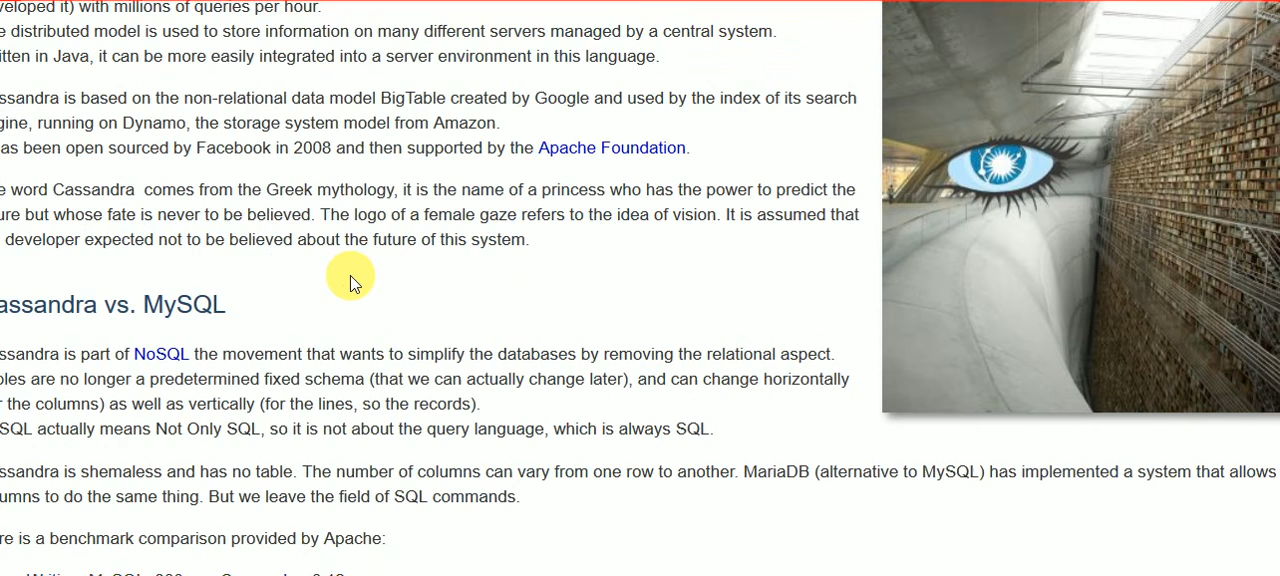 veloped it) with millions of queries per hour.
e distributed model is used to store information on many different servers managed by a central system.
itten in Java, it can be more easily integrated into a server environment in this language.
ssandra is based on the non-relational data model BigTable created by Google and used by the index of its search
gine, running on Dynamo, the storage system model from Amazon.
as been open sourced by Facebook in 2008 and then supported by the Apache Foundation.
e word Cassandra comes from the Greek mythology, it is the name of a princess who has the power to predict the
ure but whose fate is never to be believed. The logo of a female gaze refers to the idea of vision. It is assumed that
developer expected not to be believed about the future of this system.
assandra vs. MySQL
ssandra is part of NoSQL the movement that wants to simplify the databases by removing the relational aspect.
bles are no longer a predetermined fixed schema (that we can actually change later), and can change horizontally
r the columns) as well as vertically (for the lines, so the records).
SQL actually means Not Only SQL, so it is not about the query language, which is always SQL.
ssandra is shemaless and has no table. The number of columns can vary from one row to another. MariaDB (alternative to MySQL) has implemented a system that allows
umns to do the same thing. But we leave the field of SQL commands.
re is a benchmark comparison provided by Apache: